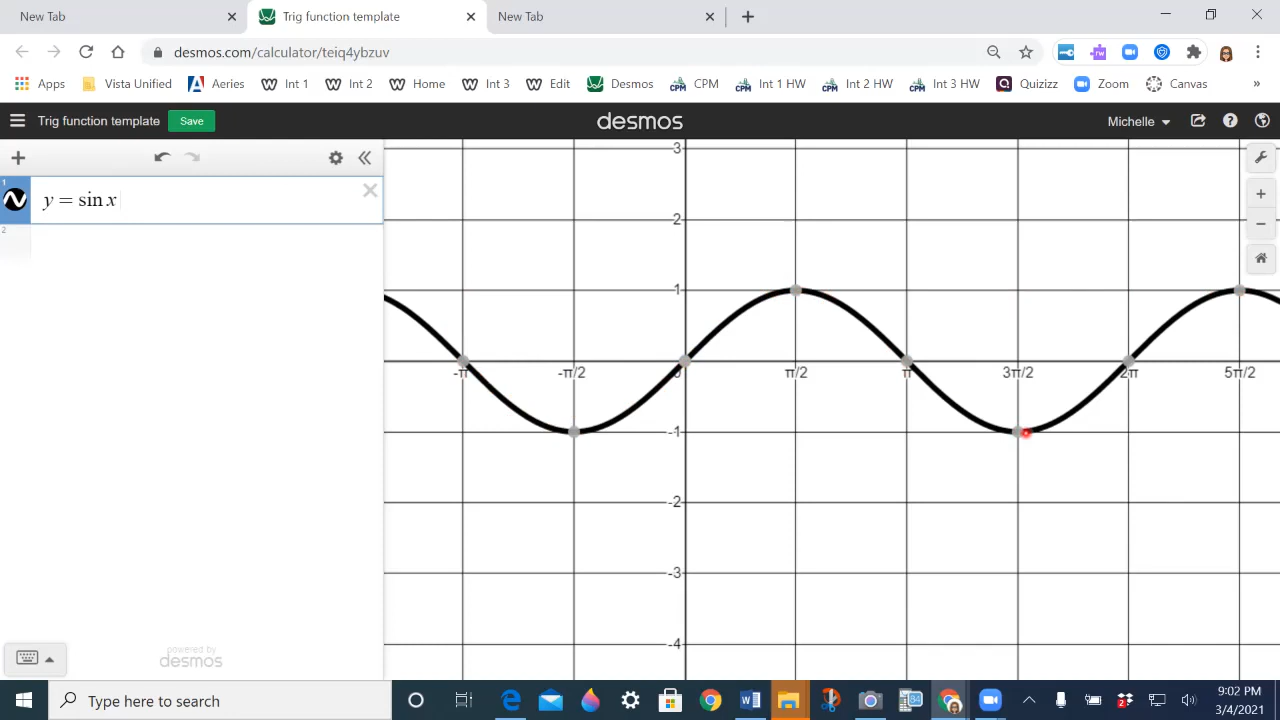 New Tab
Trig function template
New Tab
desmos.com/calculator/teiq4ybzuv
Apps Vista Unified Aeries Int 1 Int 2 Home Int 3 Edit Desmos CPM Int 1 HW Int 2 HW Int 3 HW Quizizz Zoom Canvas »
Trig function template Save desmos Michelle
1
y = sin x
2
3
2
1
-π -π/2 0 π/2 π 3π/2 2π 5π/2
-1
-2
-3
-4
powered by
desmos
Type here to search
9:02 PM
3/4/2021